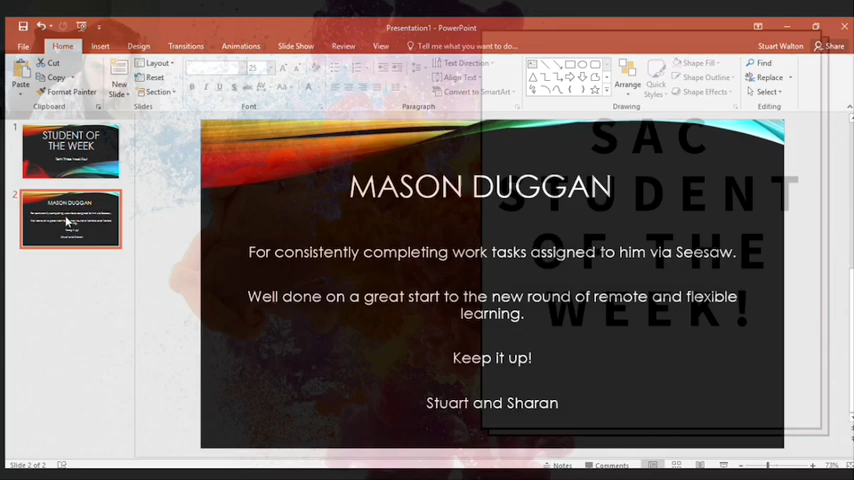 Presentation1 - PowerPoint
File Home Insert Design Transitions Animations Slide Show Review View Tell me what you want to do... Stuart Walton Share
Paste Cut Copy Format Painter
New Slide Layout Reset Section
25
Text Direction Align Text Convert to SmartArt
Arrange Quick Styles Shape Fill Shape Outline Shape Effects
Find Replace Select
Clipboard Slides Font Paragraph Drawing Editing
1
STUDENT OF
THE WEEK
2
MASON DUGGAN
SAC
STUDENT
OF THE
WEEK!
MASON DUGGAN
For consistently completing work tasks assigned to him via Seesaw.
Well done on a great start to the new round of remote and flexible
learning.
Keep it up!
Stuart and Sharan
Slide 2 of 2 Notes Comments 73%